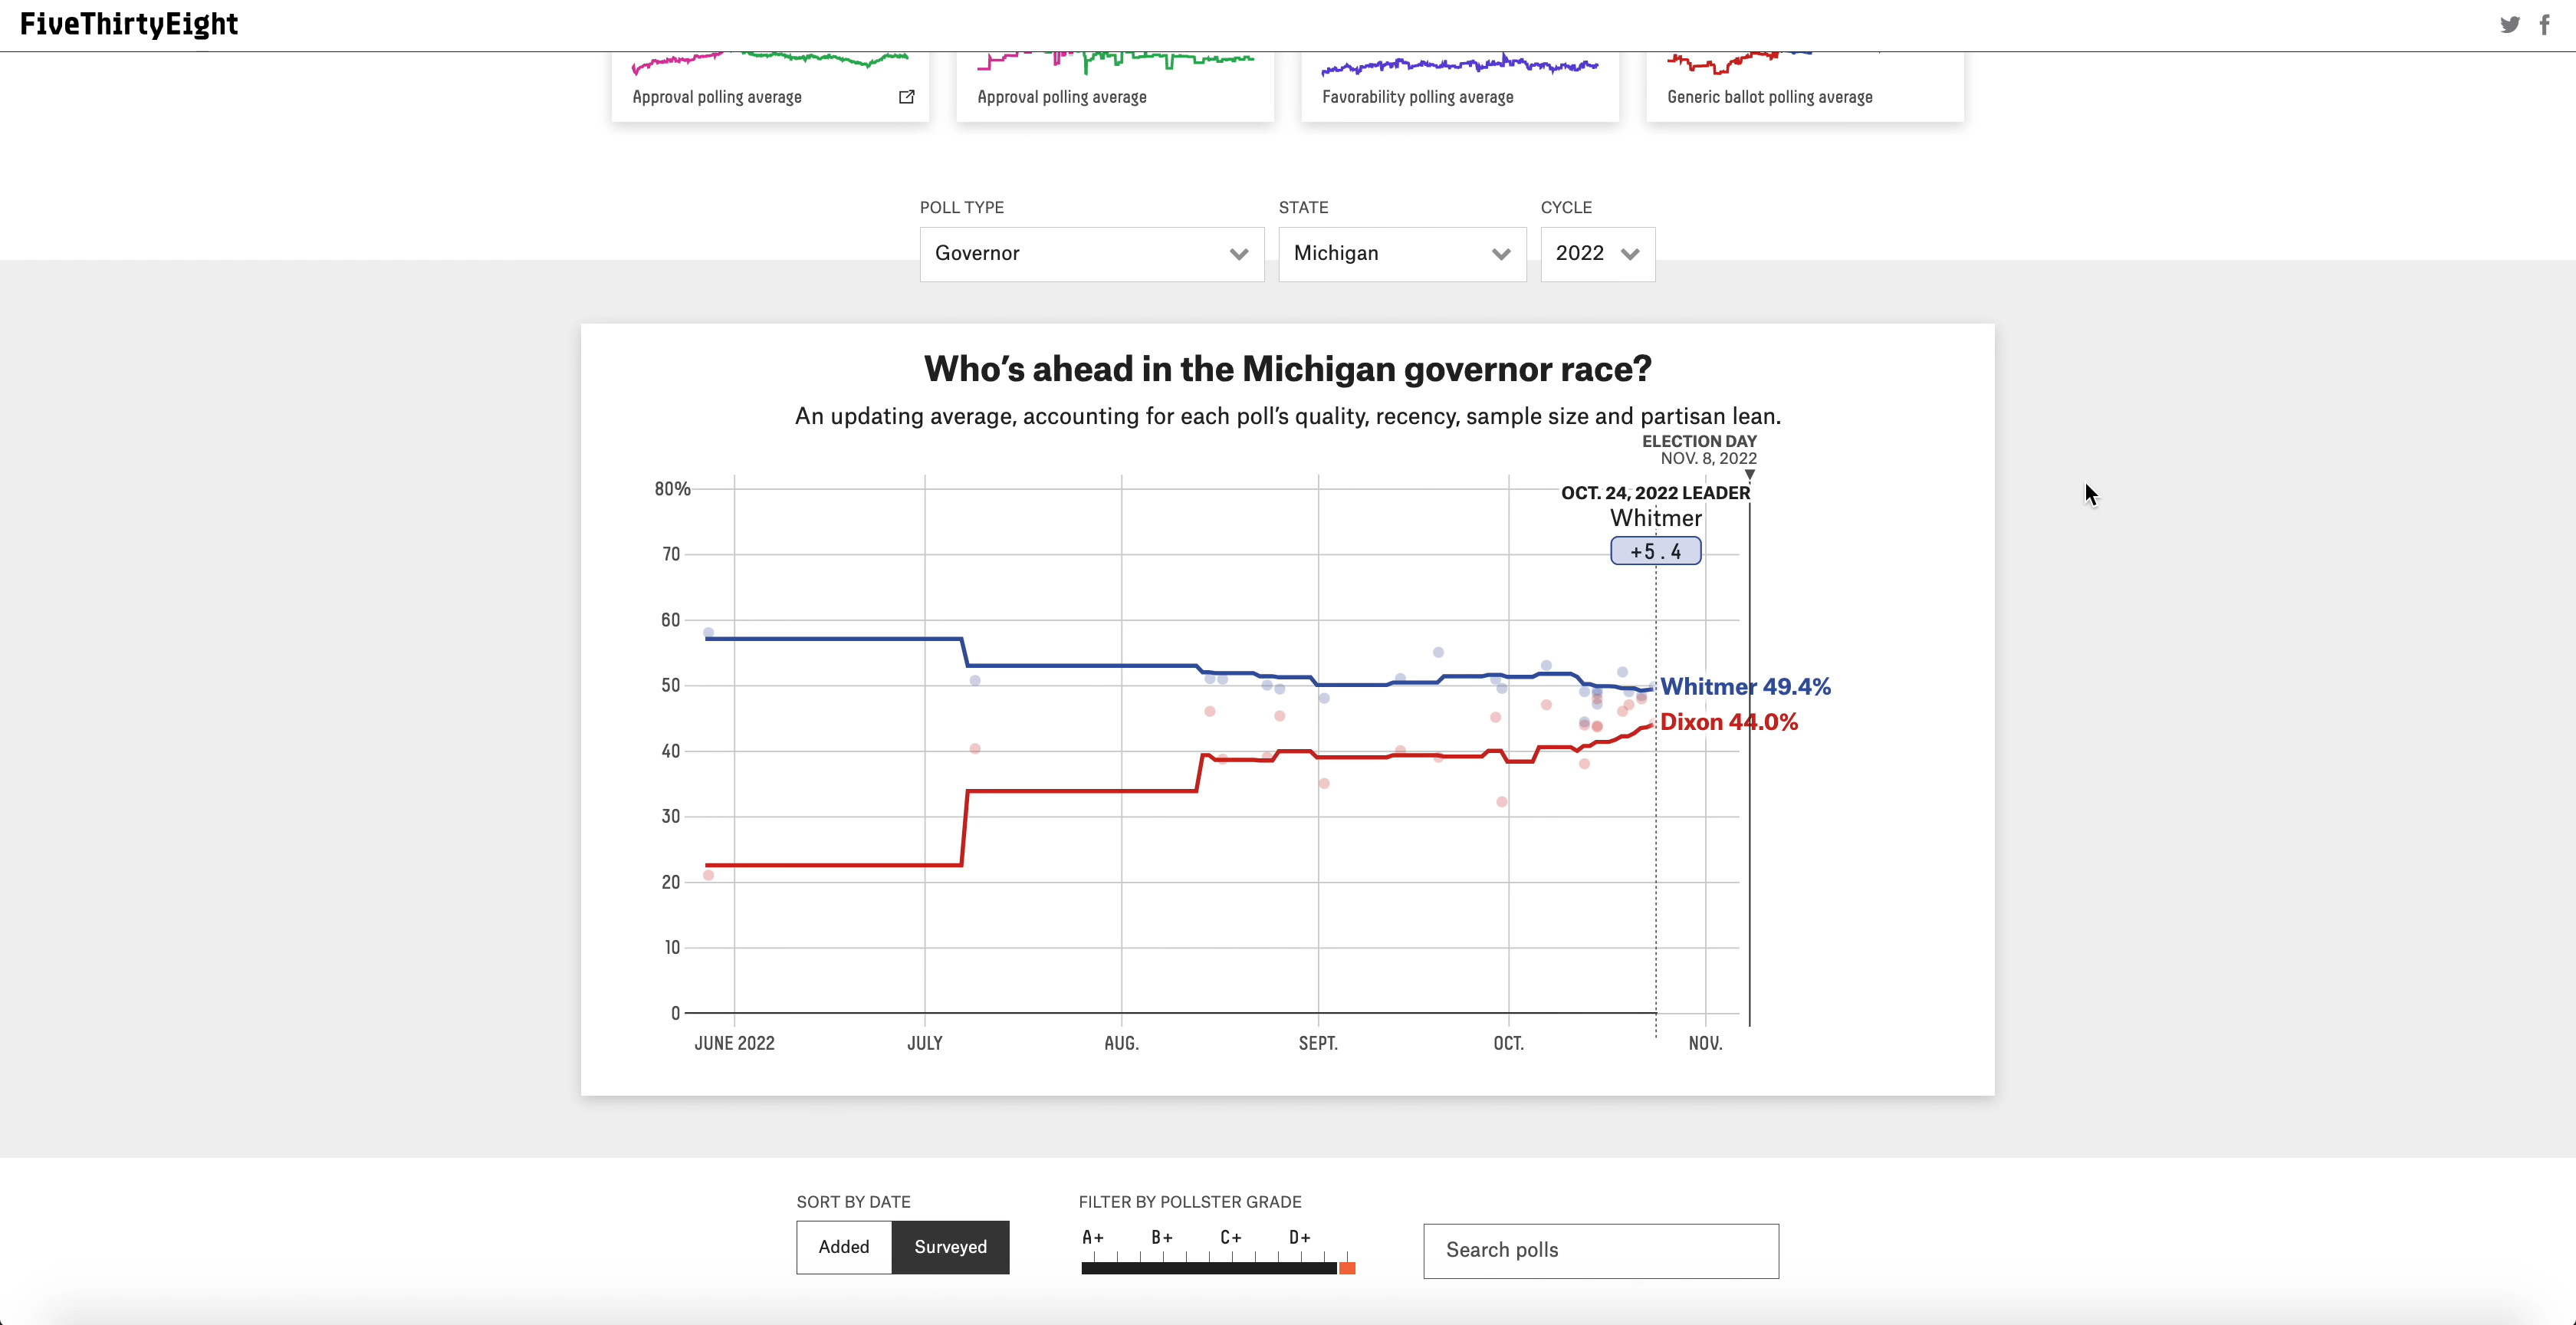 FiveThirtyEight
Approval polling average
Approval polling average
Favorability polling average
Generic ballot polling average
POLL TYPE
STATE
CYCLE
Governor
Michigan
2022
Who's ahead in the Michigan governor race?
An updating average, accounting for each poll's quality, recency, sample size and partisan lean.
ELECTION DAY
NOV. 8, 2022
80%
OCT. 24, 2022 LEADER
Whitmer
70
+5.4
60
50
Whitmer 49.4%
Dixon 44.0%
40
30
20
10
0
JUNE 2022
JULY
AUG.
SEPT.
OCT.
NOV.
SORT BY DATE
FILTER BY POLLSTER GRADE
A+
B+
C+
D+
Added
Surveyed
Search polls